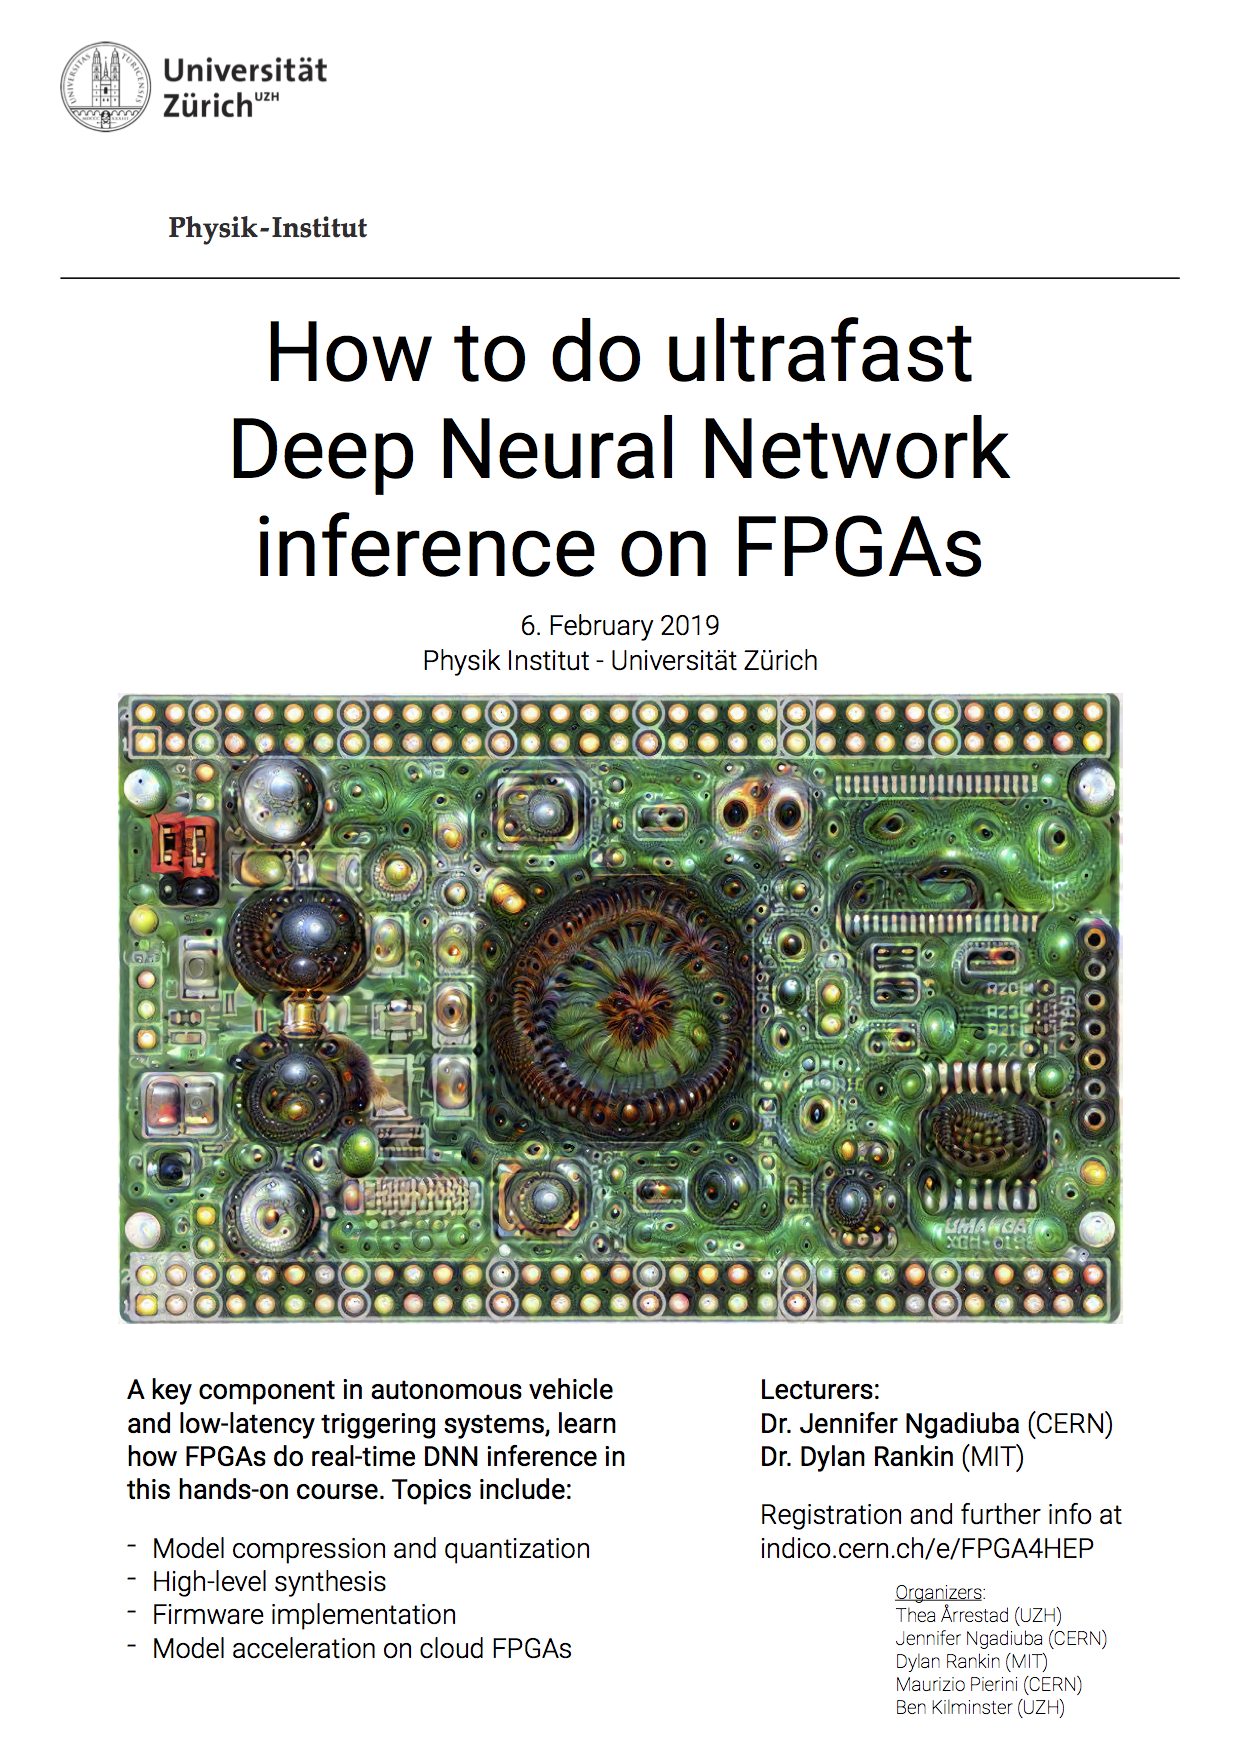 Universität
Zürich UZH
Physik-Institut
How to do ultrafast
Deep Neural Network
inference on FPGAs
6. February 2019
Physik Institut - Universität Zürich
A key component in autonomous vehicle
and low-latency triggering systems, learn
how FPGAs do real-time DNN inference in
this hands-on course. Topics include:
- Model compression and quantization
- High-level synthesis
- Firmware implementation
- Model acceleration on cloud FPGAs
Lecturers:
Dr. Jennifer Ngadiuba (CERN)
Dr. Dylan Rankin (MIT)
Registration and further info at
indico.cern.ch/e/FPGA4HEP
Organizers:
Thea Årrestad (UZH)
Jennifer Ngadiuba (CERN)
Dylan Rankin (MIT)
Maurizio Pierini (CERN)
Ben Kilminster (UZH)